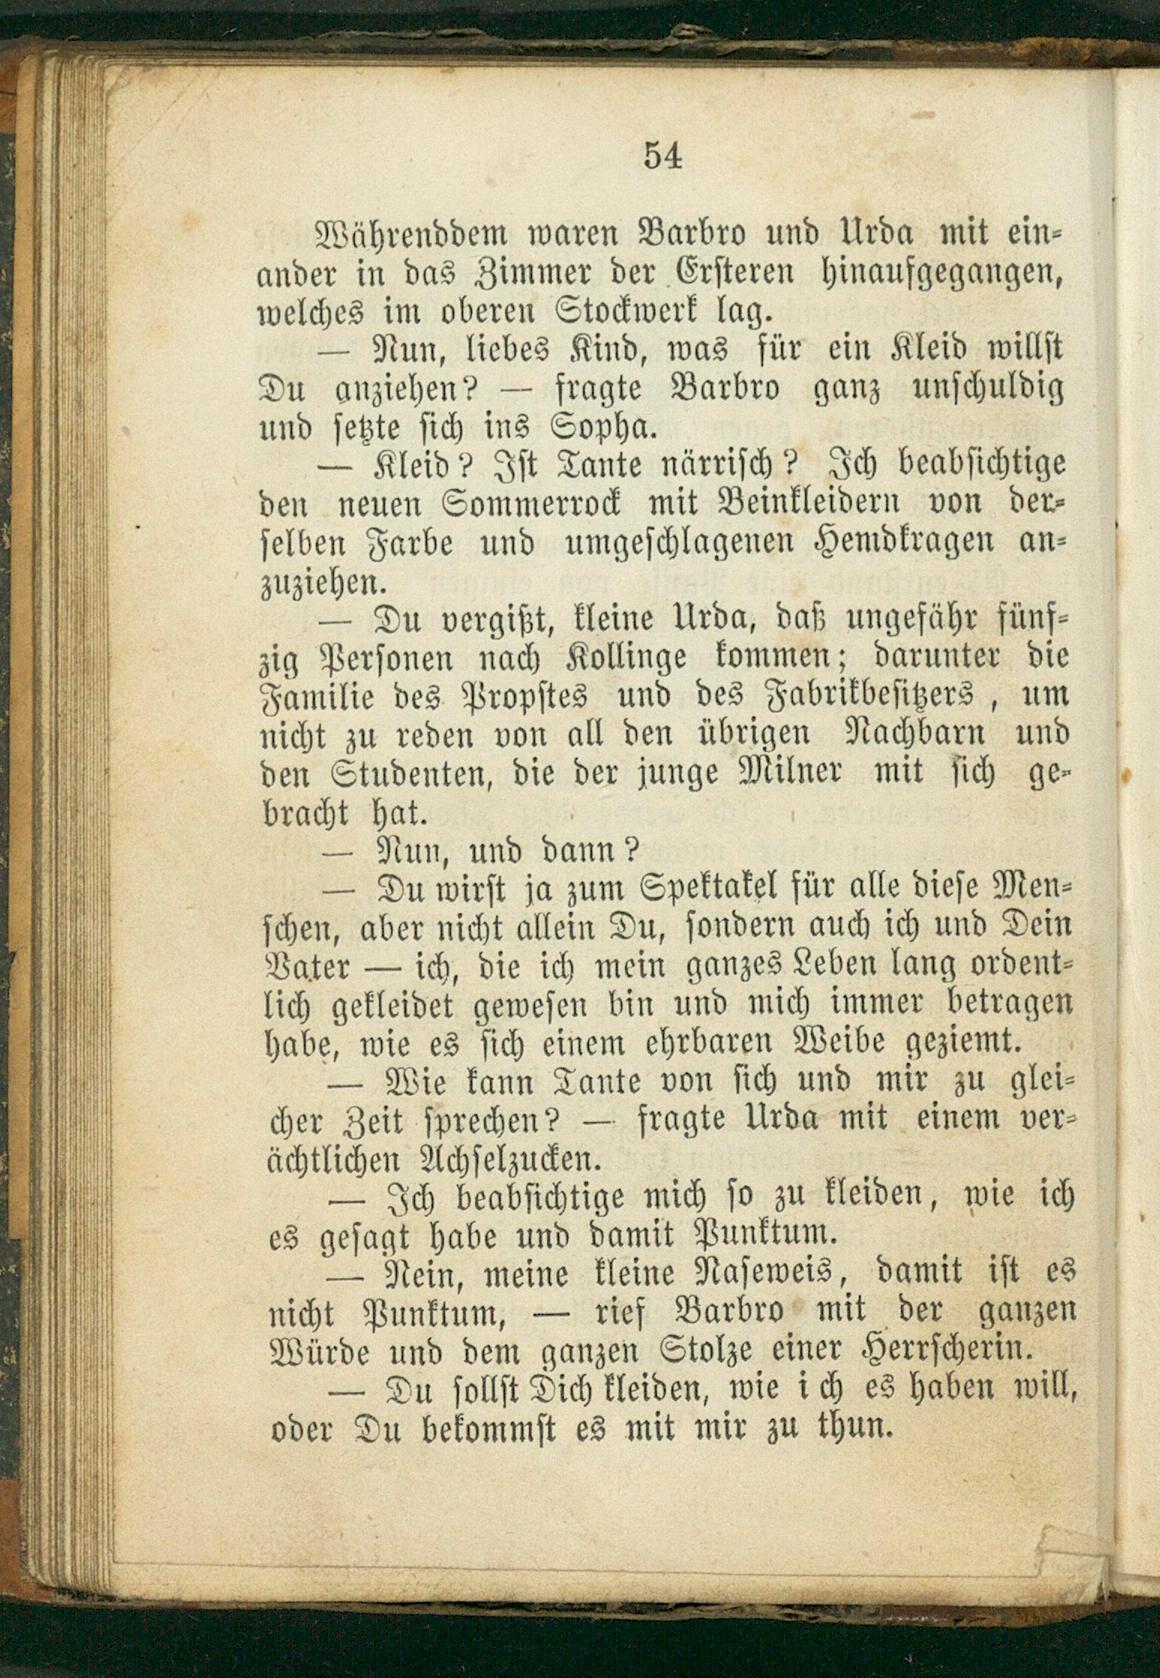 54
Währenddem waren Barbro und Urda mit ein-
ander in das Zimmer der Ersteren hinaufgegangen,
welches im oberen Stockwerk lag.
— Nun, liebes Kind, was für ein Kleid willst
Du anziehen? — fragte Barbro ganz unschuldig
und setzte sich ins Sopha.
— Kleid? Ist Tante närrisch? Ich beabsichtige
den neuen Sommerrock mit Beinkleidern von der-
selben Farbe und umgeschlagenen Hemdkragen an-
zuziehen.
— Du vergißt, kleine Urda, daß ungefähr fünf-
zig Personen nach Kollinge kommen; darunter die
Familie des Propstes und des Fabrikbesitzers, um
nicht zu reden von all den übrigen Nachbarn und
den Studenten, die der junge Milner mit sich ge-
bracht hat.
— Nun, und dann?
— Du wirst ja zum Spektakel für alle diese Men-
schen, aber nicht allein Du, sondern auch ich und Dein
Vater — ich, die ich mein ganzes Leben lang ordent-
lich gekleidet gewesen bin und mich immer betragen
habe, wie es sich einem ehrbaren Weibe geziemt.
— Wie kann Tante von sich und mir zu glei-
cher Zeit sprechen? — fragte Urda mit einem ver-
ächtlichen Achselzucken.
— Ich beabsichtige mich so zu kleiden, wie ich
es gesagt habe und damit Punktum.
— Nein, meine kleine Naseweis, damit ist es
nicht Punktum, — rief Barbro mit der ganzen
Würde und dem ganzen Stolze einer Herrscherin.
— Du sollst Dich kleiden, wie ich es haben will,
oder Du bekommst es mit mir zu thun.